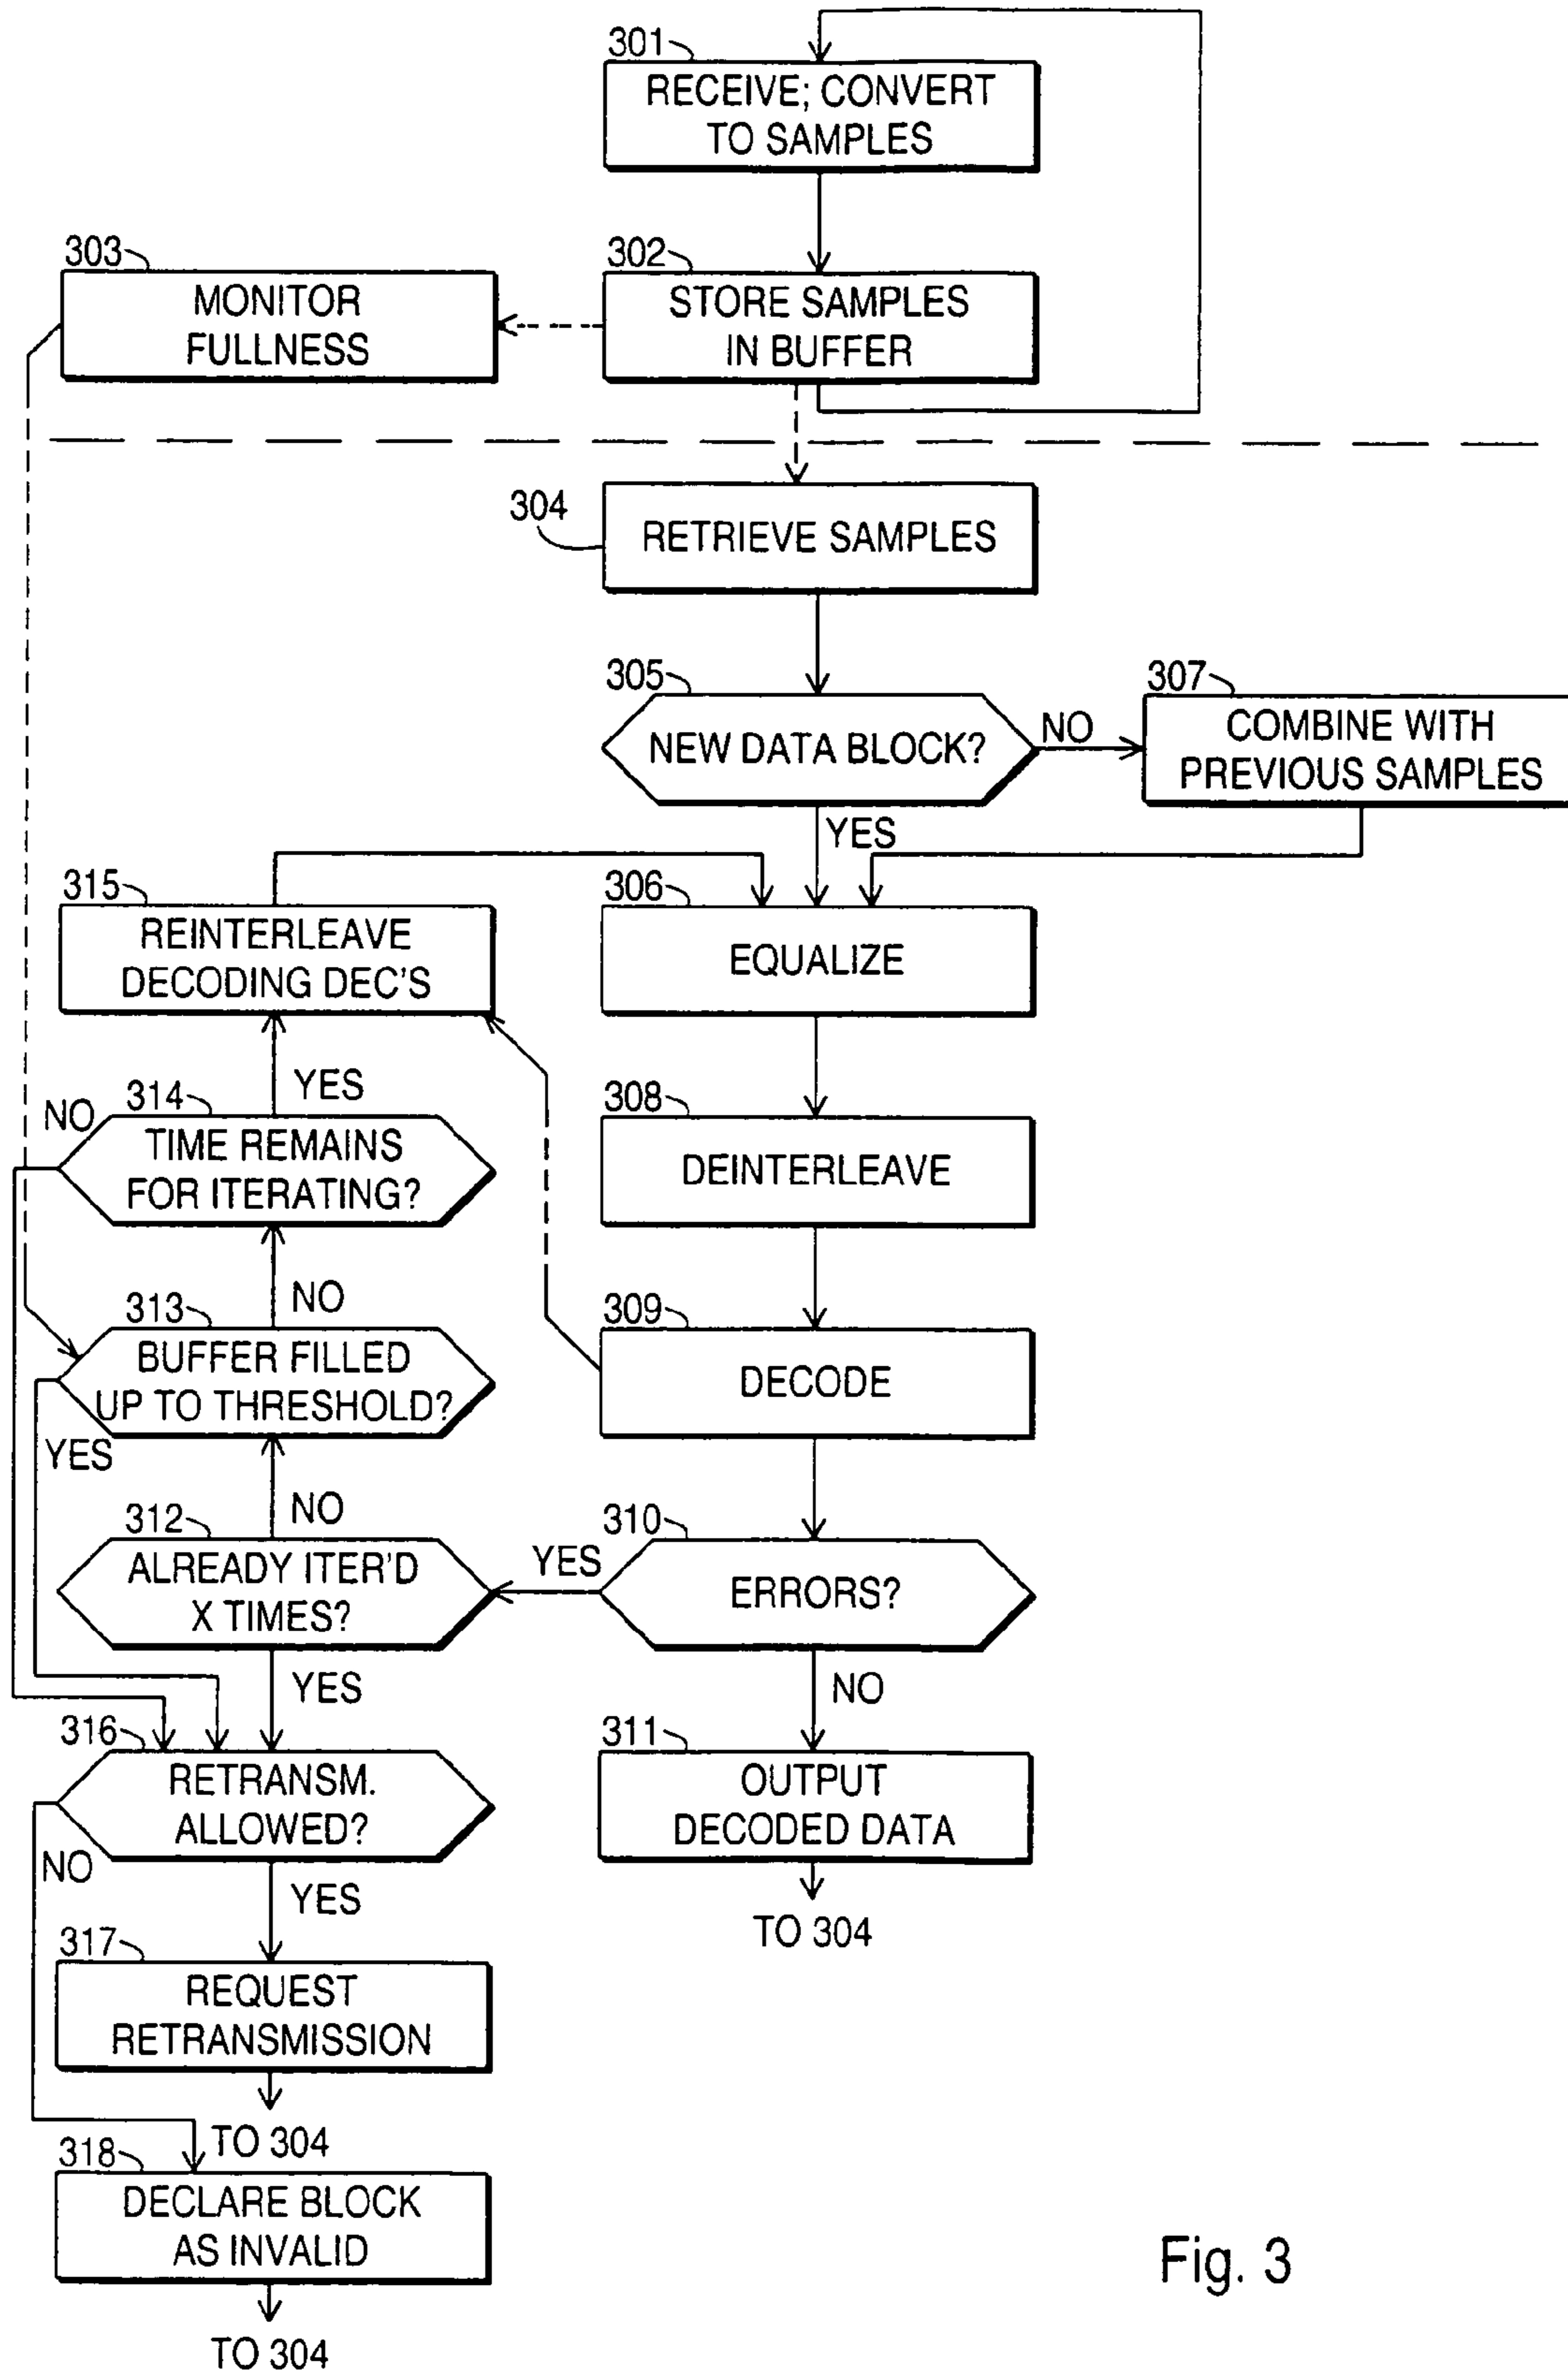 301
RECEIVE; CONVERT
TO SAMPLES
303
MONITOR
FULLNESS
302
STORE SAMPLES
IN BUFFER
304
RETRIEVE SAMPLES
305
NEW DATA BLOCK?
NO
307
COMBINE WITH
PREVIOUS SAMPLES
YES
315
REINTERLEAVE
DECODING DEC'S
306
EQUALIZE
YES
314
NO
TIME REMAINS
FOR ITERATING?
308
DEINTERLEAVE
NO
313
BUFFER FILLED
UP TO THRESHOLD?
YES
309
DECODE
NO
312
ALREADY ITER'D
X TIMES?
YES
310
ERRORS?
YES
NO
316
RETRANSM.
ALLOWED?
NO
YES
311
OUTPUT
DECODED DATA
TO 304
317
REQUEST
RETRANSMISSION
TO 304
318
DECLARE BLOCK
AS INVALID
TO 304
Fig. 3